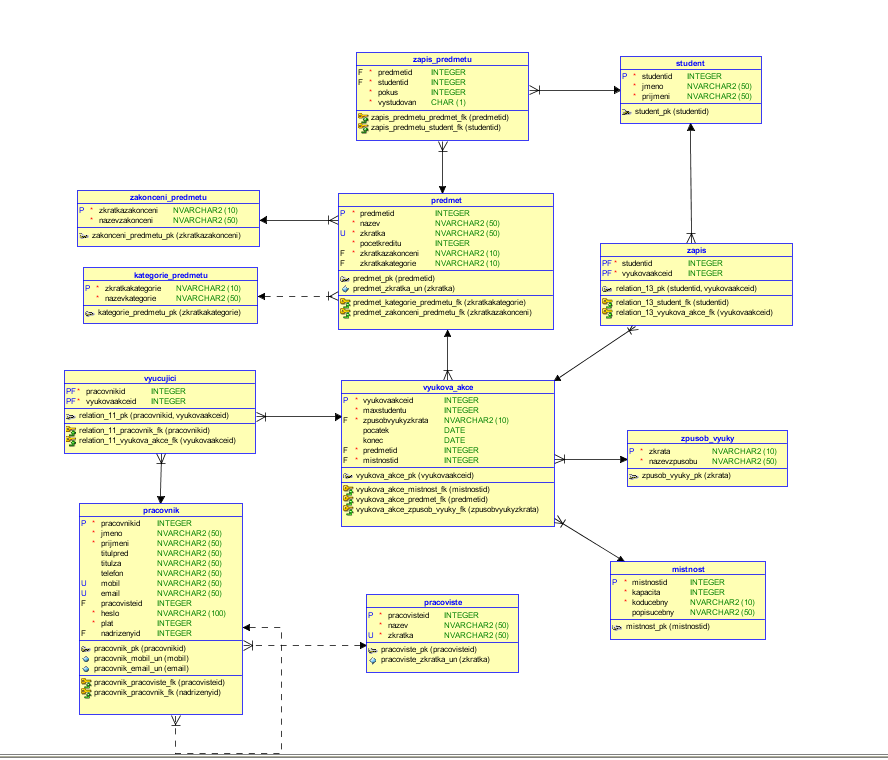 zapis_predmetu
F * predmetid INTEGER
F * studentid INTEGER
* pokus INTEGER
* vystudovan CHAR (1)
zapis_predmetu_predmet_fk (predmetid)
zapis_predmetu_student_fk (studentid)
student
P * studentid INTEGER
* jmeno NVARCHAR2 (50)
* prijmeni NVARCHAR2 (50)
student_pk (studentid)
zakonceni_predmetu
P * zkratkazakonceni NVARCHAR2 (10)
* nazevzakonceni NVARCHAR2 (50)
zakonceni_predmetu_pk (zkratkazakonceni)
predmet
P * predmetid INTEGER
* nazev NVARCHAR2 (50)
U * zkratka NVARCHAR2 (50)
* pocetkreditu INTEGER
F * zkratkazakonceni NVARCHAR2 (10)
F zkratkakategorie NVARCHAR2 (10)
predmet_pk (predmetid)
predmet_zkratka_un (zkratka)
predmet_kategorie_predmetu_fk (zkratkakategorie)
predmet_zakonceni_predmetu_fk (zkratkazakonceni)
kategorie_predmetu
P * zkratkakategorie NVARCHAR2 (10)
* nazevkategorie NVARCHAR2 (50)
kategorie_predmetu_pk (zkratkakategorie)
zapis
PF * studentid INTEGER
PF * vyukovaakceid INTEGER
relation_13_pk (studentid, vyukovaakceid)
relation_13_student_fk (studentid)
relation_13_vyukova_akce_fk (vyukovaakceid)
vyucujici
PF * pracovnikid INTEGER
PF * vyukovaakceid INTEGER
relation_11_pk (pracovnikid, vyukovaakceid)
relation_11_pracovnik_fk (pracovnikid)
relation_11_vyukova_akce_fk (vyukovaakceid)
vyukova_akce
P * vyukovaakceid INTEGER
* maxstudentu INTEGER
F * zpusobvyukyzkrata NVARCHAR2 (10)
pocatek DATE
konec DATE
F * predmetid INTEGER
F * mistnostid INTEGER
vyukova_akce_pk (vyukovaakceid)
vyukova_akce_mistnost_fk (mistnostid)
vyukova_akce_predmet_fk (predmetid)
vyukova_akce_zpusob_vyuky_fk (zpusobvyukyzkrata)
zpusob_vyuky
P * zkrata NVARCHAR2 (10)
* nazevzpusobu NVARCHAR2 (50)
zpusob_vyuky_pk (zkrata)
pracovnik
P * pracovnikid INTEGER
* jmeno NVARCHAR2 (50)
* prijmeni NVARCHAR2 (50)
titulpred NVARCHAR2 (50)
titulza NVARCHAR2 (50)
telefon NVARCHAR2 (50)
U mobil NVARCHAR2 (50)
U email NVARCHAR2 (50)
F pracovisteid INTEGER
* heslo NVARCHAR2 (100)
* plat INTEGER
F nadrizenyid INTEGER
pracovnik_pk (pracovnikid)
pracovnik_mobil_un (mobil)
pracovnik_email_un (email)
pracovnik_pracoviste_fk (pracovisteid)
pracovnik_pracovnik_fk (nadrizenyid)
pracoviste
P * pracovisteid INTEGER
* nazev NVARCHAR2 (50)
U * zkratka NVARCHAR2 (50)
pracoviste_pk (pracovisteid)
pracoviste_zkratka_un (zkratka)
mistnost
P * mistnostid INTEGER
* kapacita INTEGER
* koducebny NVARCHAR2 (10)
popisucebny NVARCHAR2 (50)
mistnost_pk (mistnostid)